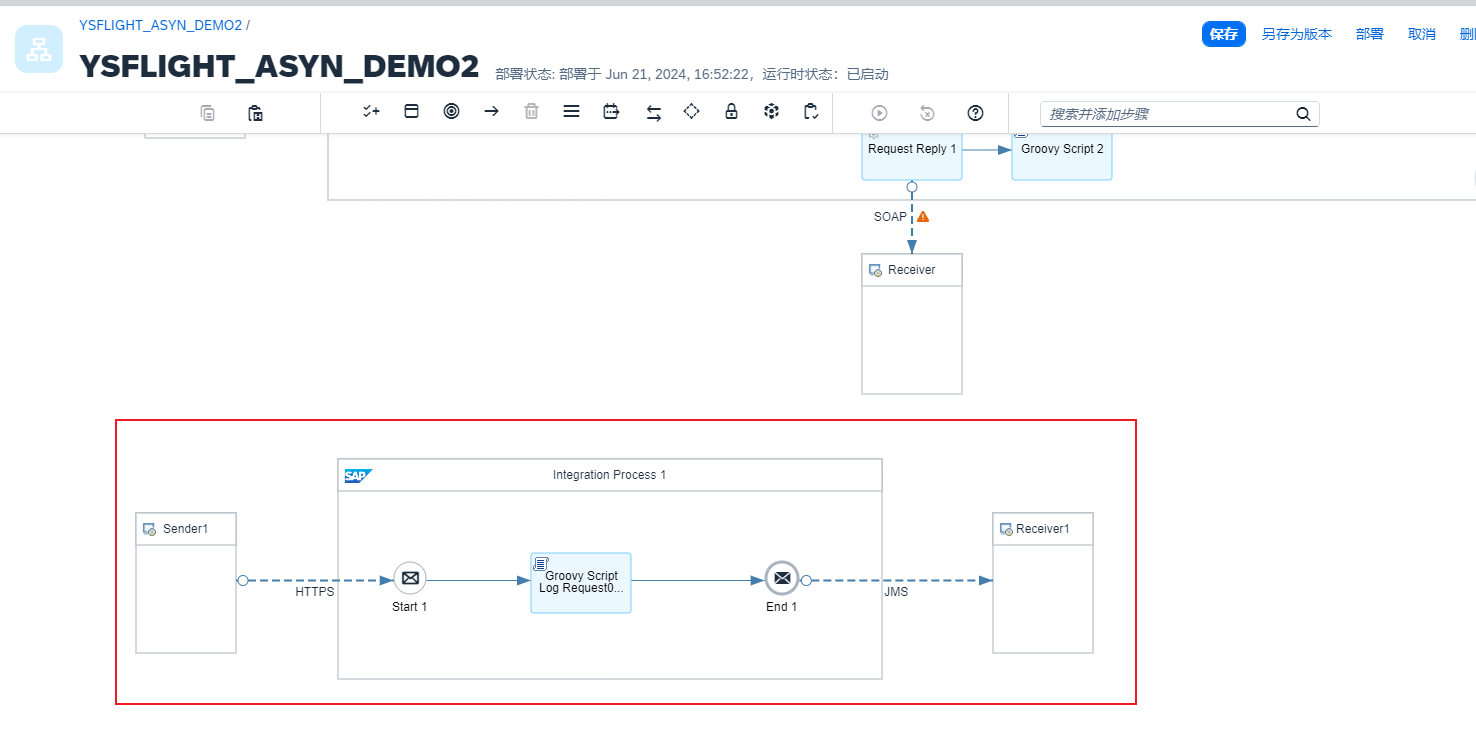 YSFLIGHT_ASYN_DEMO2 /
YSFLIGHT_ASYN_DEMO2
部署状态: 部署于 Jun 21, 2024, 16:52:22，运行时状态：已启动
保存 另存为版本 部署 取消
搜索并添加步骤
Request Reply 1
Groovy Script 2
SOAP
Receiver
SAP
Integration Process 1
Sender1
Receiver1
Groovy Script
Log Request0...
HTTPS
JMS
Start 1
End 1